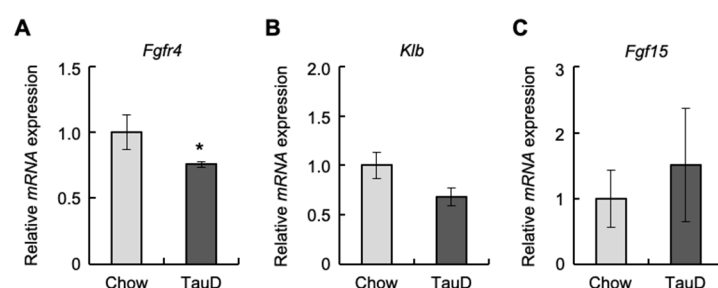 A
Fgfr4
Relative mRNA expression
1.5
1.0
0.5
0
*
Chow TauD
B
Klb
Relative mRNA expression
2.0
1.5
1.0
0.5
0
Chow TauD
C
Fgf15
Relative mRNA expression
3
2
1
0
Chow TauD